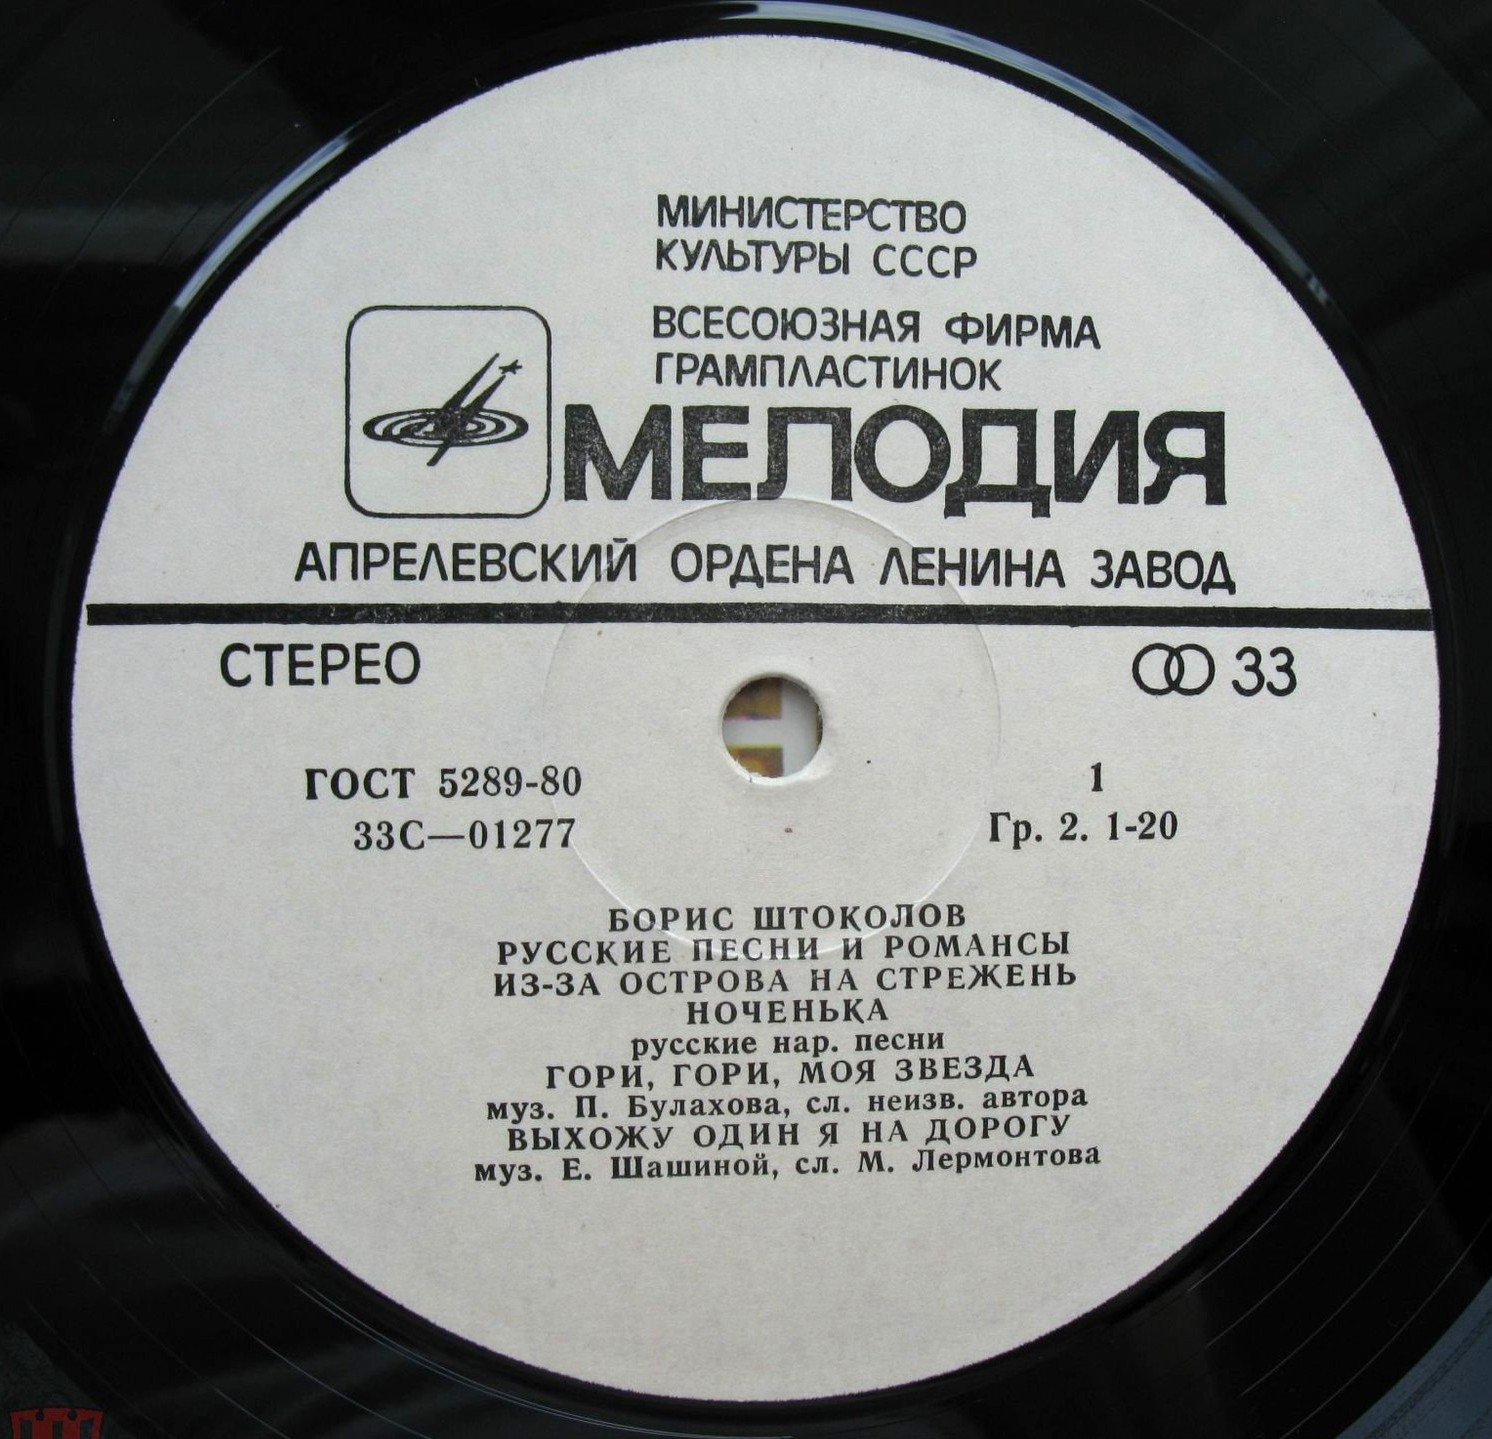 МИНИСТЕРСТВО
КУЛЬТУРЫ СССР
ВСЕСОЮЗНАЯ ФИРМА
ГРАМПЛАСТИНОК
МЕЛОДИЯ
АПРЕЛЕВСКИЙ ОРДЕНА ЛЕНИНА ЗАВОД
СТЕРЕО
33
ГОСТ 5289-80
33С—01277
1
Гр. 2. 1-20
БОРИС ШТОКОЛОВ
РУССКИЕ ПЕСНИ И РОМАНСЫ
ИЗ-ЗА ОСТРОВА НА СТРЕЖЕНЬ
НОЧЕНЬКА
русские нар. песни
ГОРИ, ГОРИ, МОЯ ЗВЕЗДА
муз. П. Булахова, сл. неизв. автора
ВЫХОЖУ ОДИН Я НА ДОРОГУ
муз. Е. Шашиной, сл. М. Лермонтова